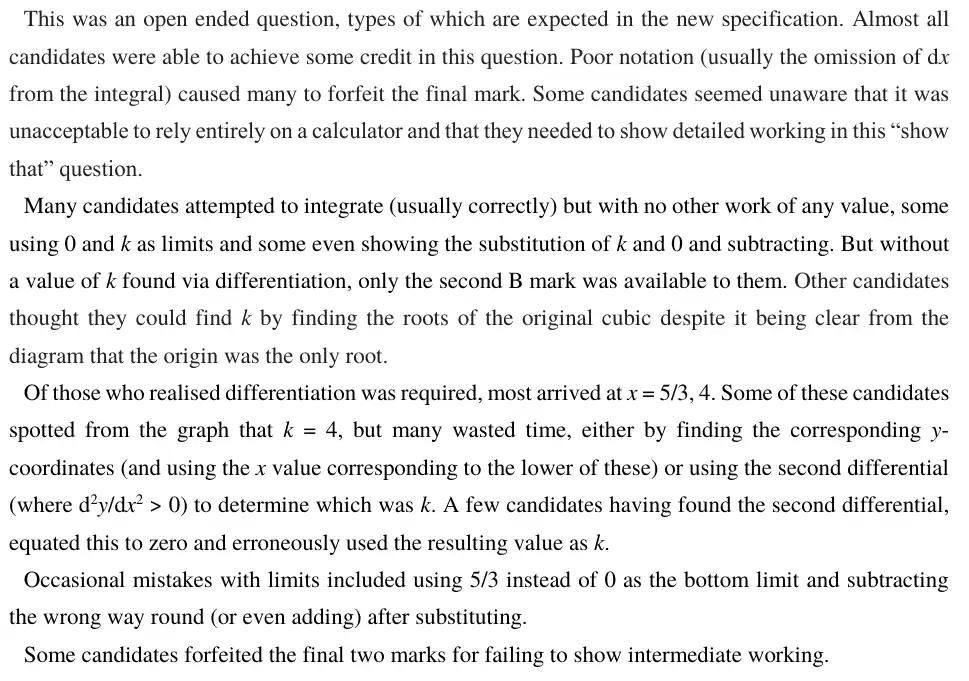 This was an open ended question, types of which are expected in the new specification. Almost all
candidates were able to achieve some credit in this question. Poor notation (usually the omission of dx
from the integral) caused many to forfeit the final mark. Some candidates seemed unaware that it was
unacceptable to rely entirely on a calculator and that they needed to show detailed working in this “show
that” question.
Many candidates attempted to integrate (usually correctly) but with no other work of any value, some
using 0 and k as limits and some even showing the substitution of k and 0 and subtracting. But without
a value of k found via differentiation, only the second B mark was available to them. Other candidates
thought they could find k by finding the roots of the original cubic despite it being clear from the
diagram that the origin was the only root.
Of those who realised differentiation was required, most arrived at x = 5/3, 4. Some of these candidates
spotted from the graph that k = 4, but many wasted time, either by finding the corresponding y-
coordinates (and using the x value corresponding to the lower of these) or using the second differential
(where d²y/dx² > 0) to determine which was k. A few candidates having found the second differential,
equated this to zero and erroneously used the resulting value as k.
Occasional mistakes with limits included using 5/3 instead of 0 as the bottom limit and subtracting
the wrong way round (or even adding) after substituting.
Some candidates forfeited the final two marks for failing to show intermediate working.